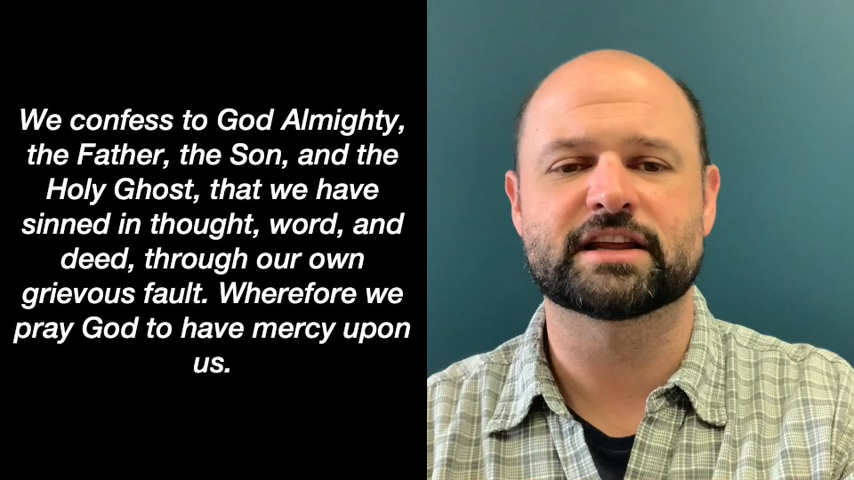 We confess to God Almighty,
the Father, the Son, and the
Holy Ghost, that we have
sinned in thought, word, and
deed, through our own
grievous fault. Wherefore we
pray God to have mercy upon
us.